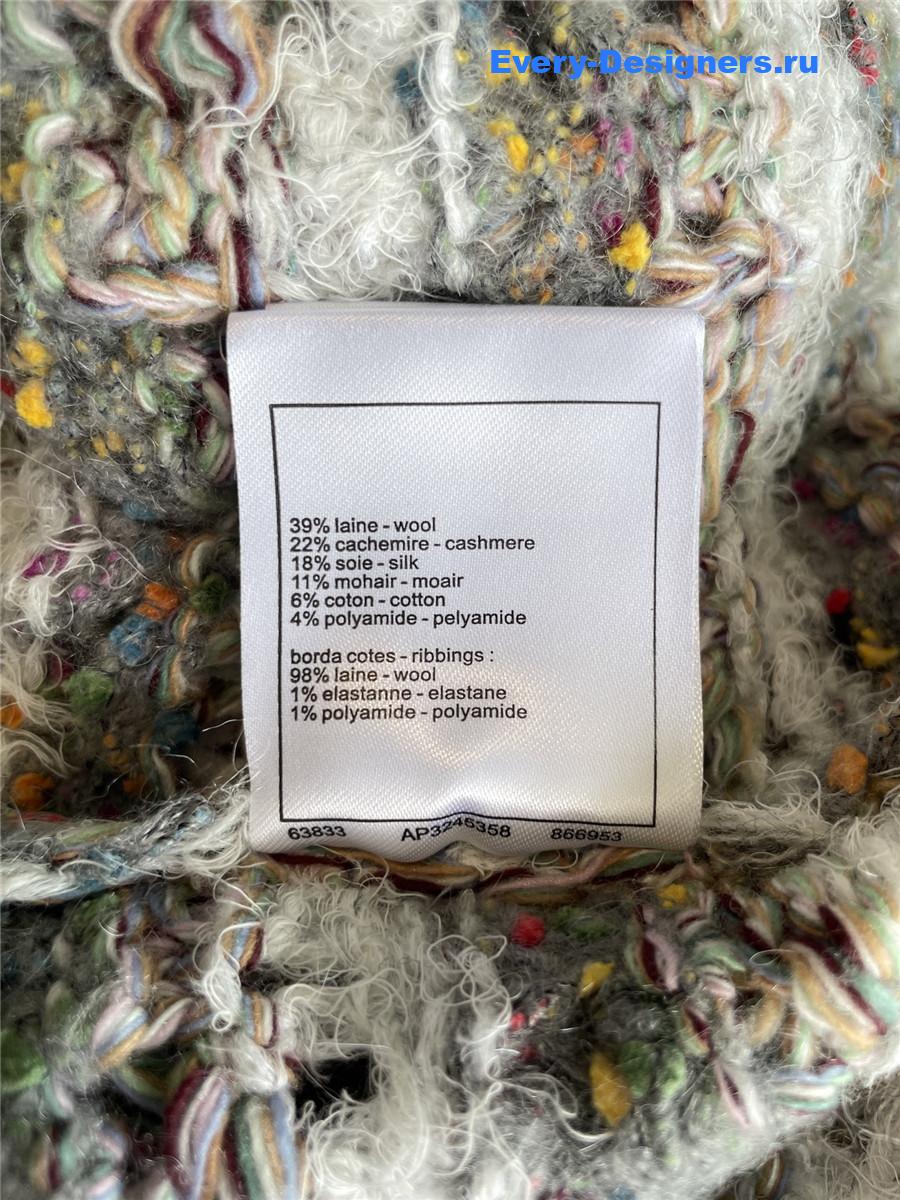 Every-Designers.ru
39% laine - wool
22% cachemire - cashmere
18% soie - silk
11% mohair - moair
6% coton - cotton
4% polyamide - pelyamide
borda cotes - ribbings :
98% laine - wool
1% elastanne - elastane
1% polyamide - polyamide
63833 AP3246358 866953